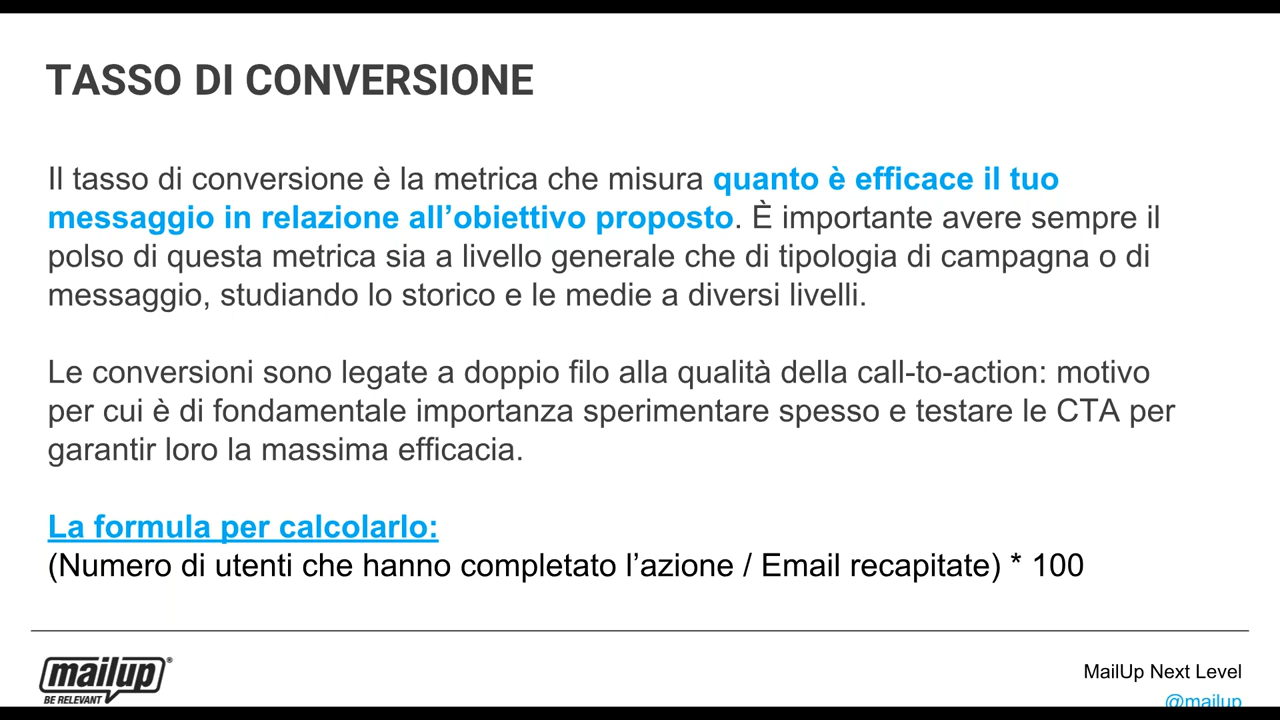 TASSO DI CONVERSIONE
Il tasso di conversione è la metrica che misura quanto è efficace il tuo
messaggio in relazione all’obiettivo proposto. È importante avere sempre il
polso di questa metrica sia a livello generale che di tipologia di campagna o di
messaggio, studiando lo storico e le medie a diversi livelli.
Le conversioni sono legate a doppio filo alla qualità della call-to-action: motivo
per cui è di fondamentale importanza sperimentare spesso e testare le CTA per
garantir loro la massima efficacia.
La formula per calcolarlo:
(Numero di utenti che hanno completato l’azione / Email recapitate) * 100
mailup®
BE RELEVANT
MailUp Next Level
@mailup